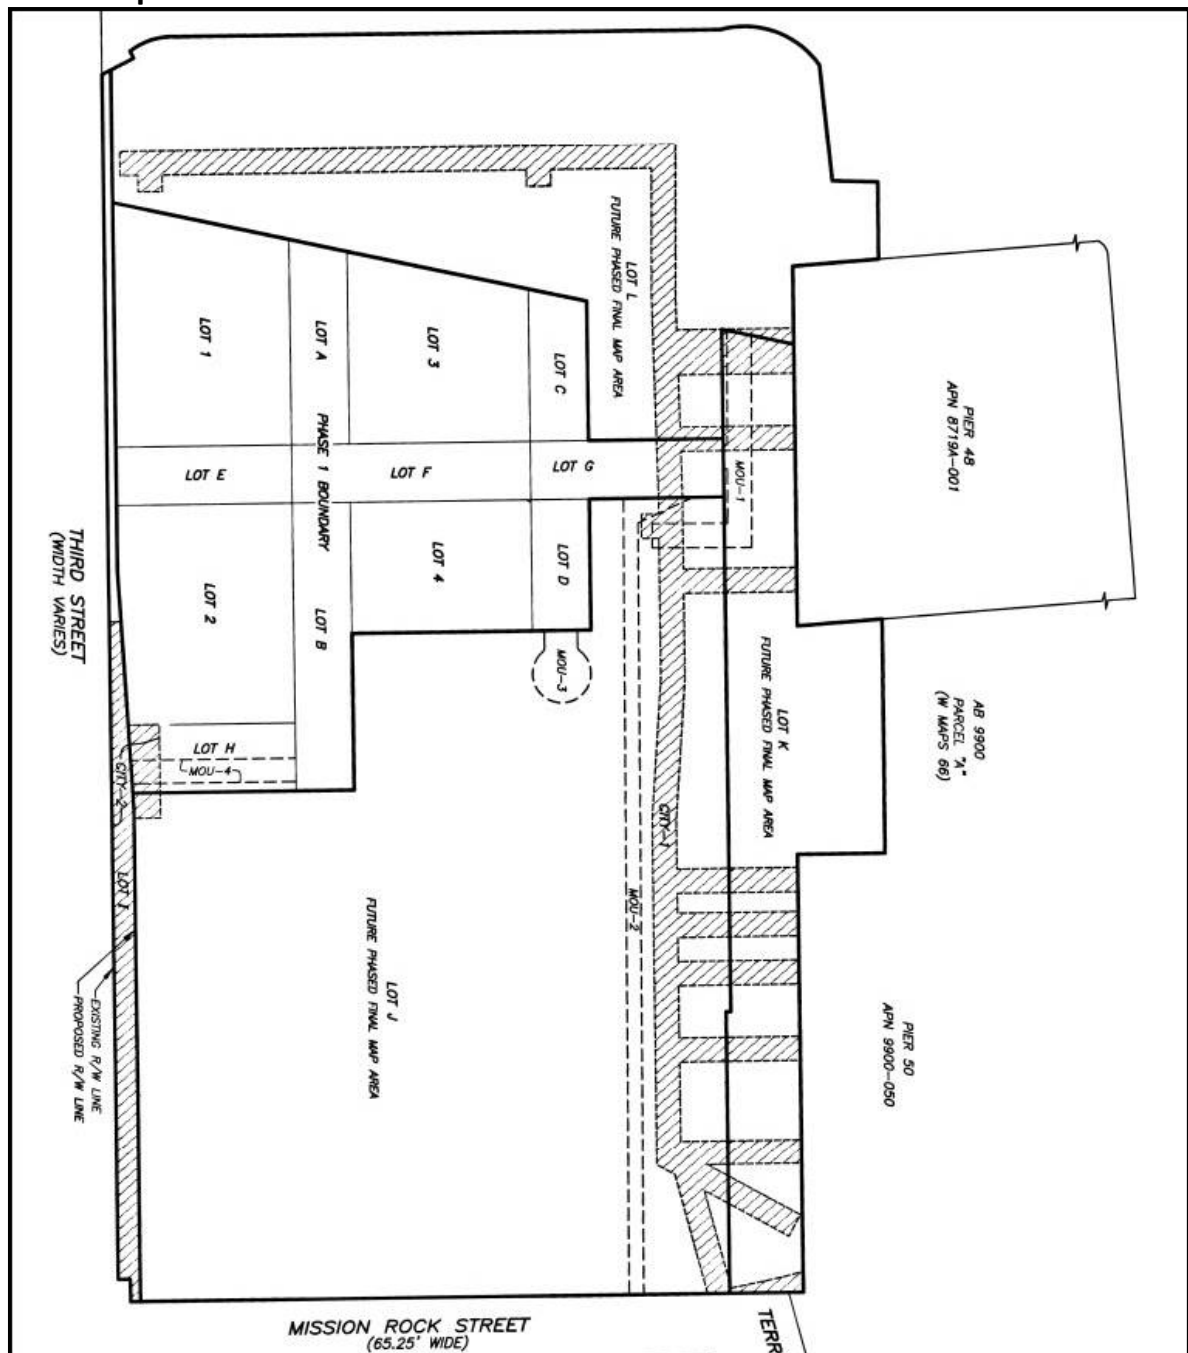 LOT L
FUTURE PHASED FINAL MAP AREA
LOT 1
LOT A
LOT 3
LOT C
PIER 48
APN 8719A-001
PHASE 1 BOUNDARY
LOT E
LOT F
LOT G
MOU-1
THIRD STREET
(WIDTH VARIES)
LOT 2
LOT B
LOT 4
LOT D
MOU-3
LOT K
FUTURE PHASED FINAL MAP AREA
AB 9900
PARCEL "A"
(W MAPS 66)
LOT H
MOU-4
CITY-2
CITY-1
LOT I
MOU-2
LOT J
FUTURE PHASED FINAL MAP AREA
EXISTING R/W LINE
PROPOSED R/W LINE
PIER 50
APN 9900-050
MISSION ROCK STREET
(65.25' WIDE)